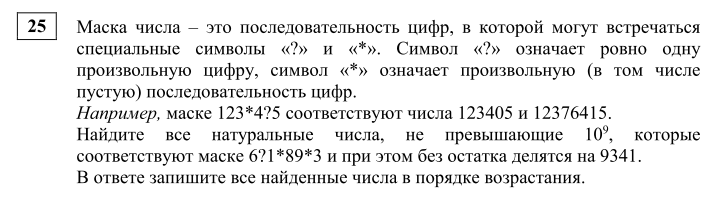 25 Маска числа – это последовательность цифр, в которой могут встречаться
специальные символы «?» и «*». Символ «?» означает ровно одну
произвольную цифру, символ «*» означает произвольную (в том числе
пустую) последовательность цифр.
Например, маске 123*4?5 соответствуют числа 123405 и 12376415.
Найдите все натуральные числа, не превышающие 10⁹, которые
соответствуют маске 6?1*89*3 и при этом без остатка делятся на 9341.
В ответе запишите все найденные числа в порядке возрастания.